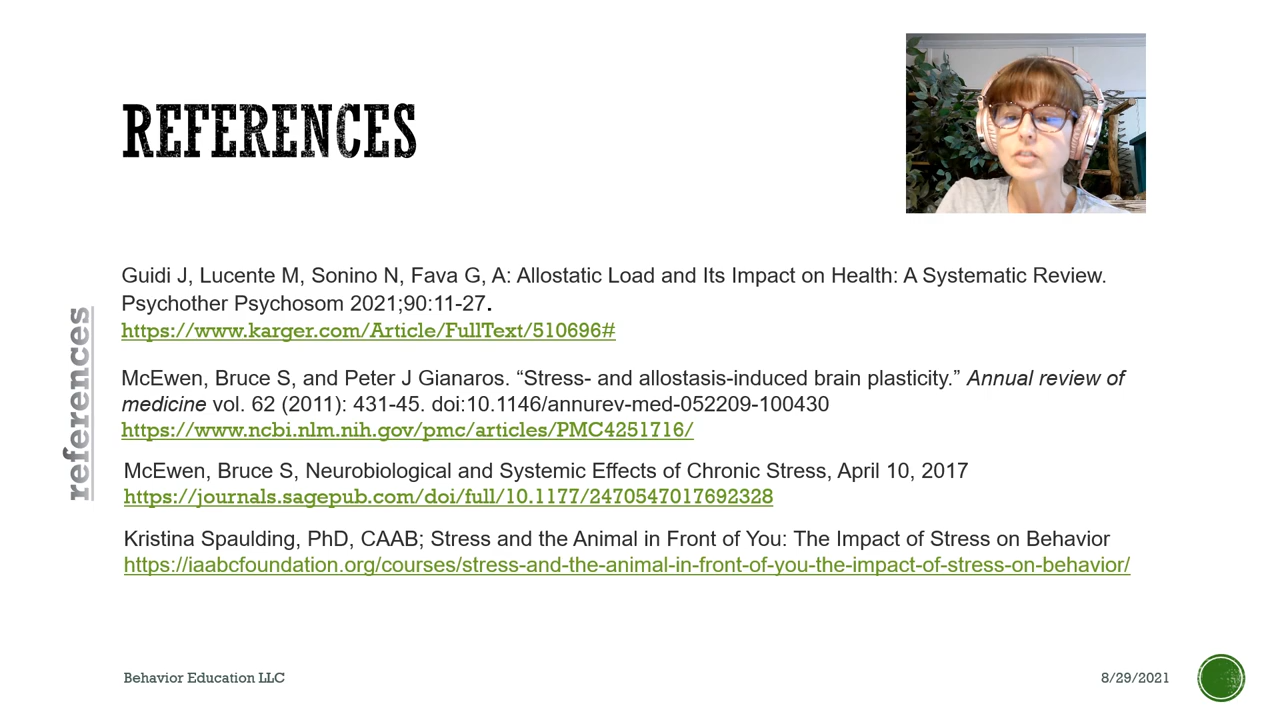 REFERENCES
Guidi J, Lucente M, Sonino N, Fava G, A: Allostatic Load and Its Impact on Health: A Systematic Review.
Psychother Psychosom 2021;90:11-27.
https://www.karger.com/Article/FullText/510696#
references
McEwen, Bruce S, and Peter J Gianaros. “Stress- and allostasis-induced brain plasticity.” Annual review of
medicine vol. 62 (2011): 431-45. doi:10.1146/annurev-med-052209-100430
https://www.ncbi.nlm.nih.gov/pmc/articles/PMC4251716/
McEwen, Bruce S, Neurobiological and Systemic Effects of Chronic Stress, April 10, 2017
https://journals.sagepub.com/doi/full/10.1177/2470547017692328
Kristina Spaulding, PhD, CAAB; Stress and the Animal in Front of You: The Impact of Stress on Behavior
https://iaabcfoundation.org/courses/stress-and-the-animal-in-front-of-you-the-impact-of-stress-on-behavior/
Behavior Education LLC
8/29/2021